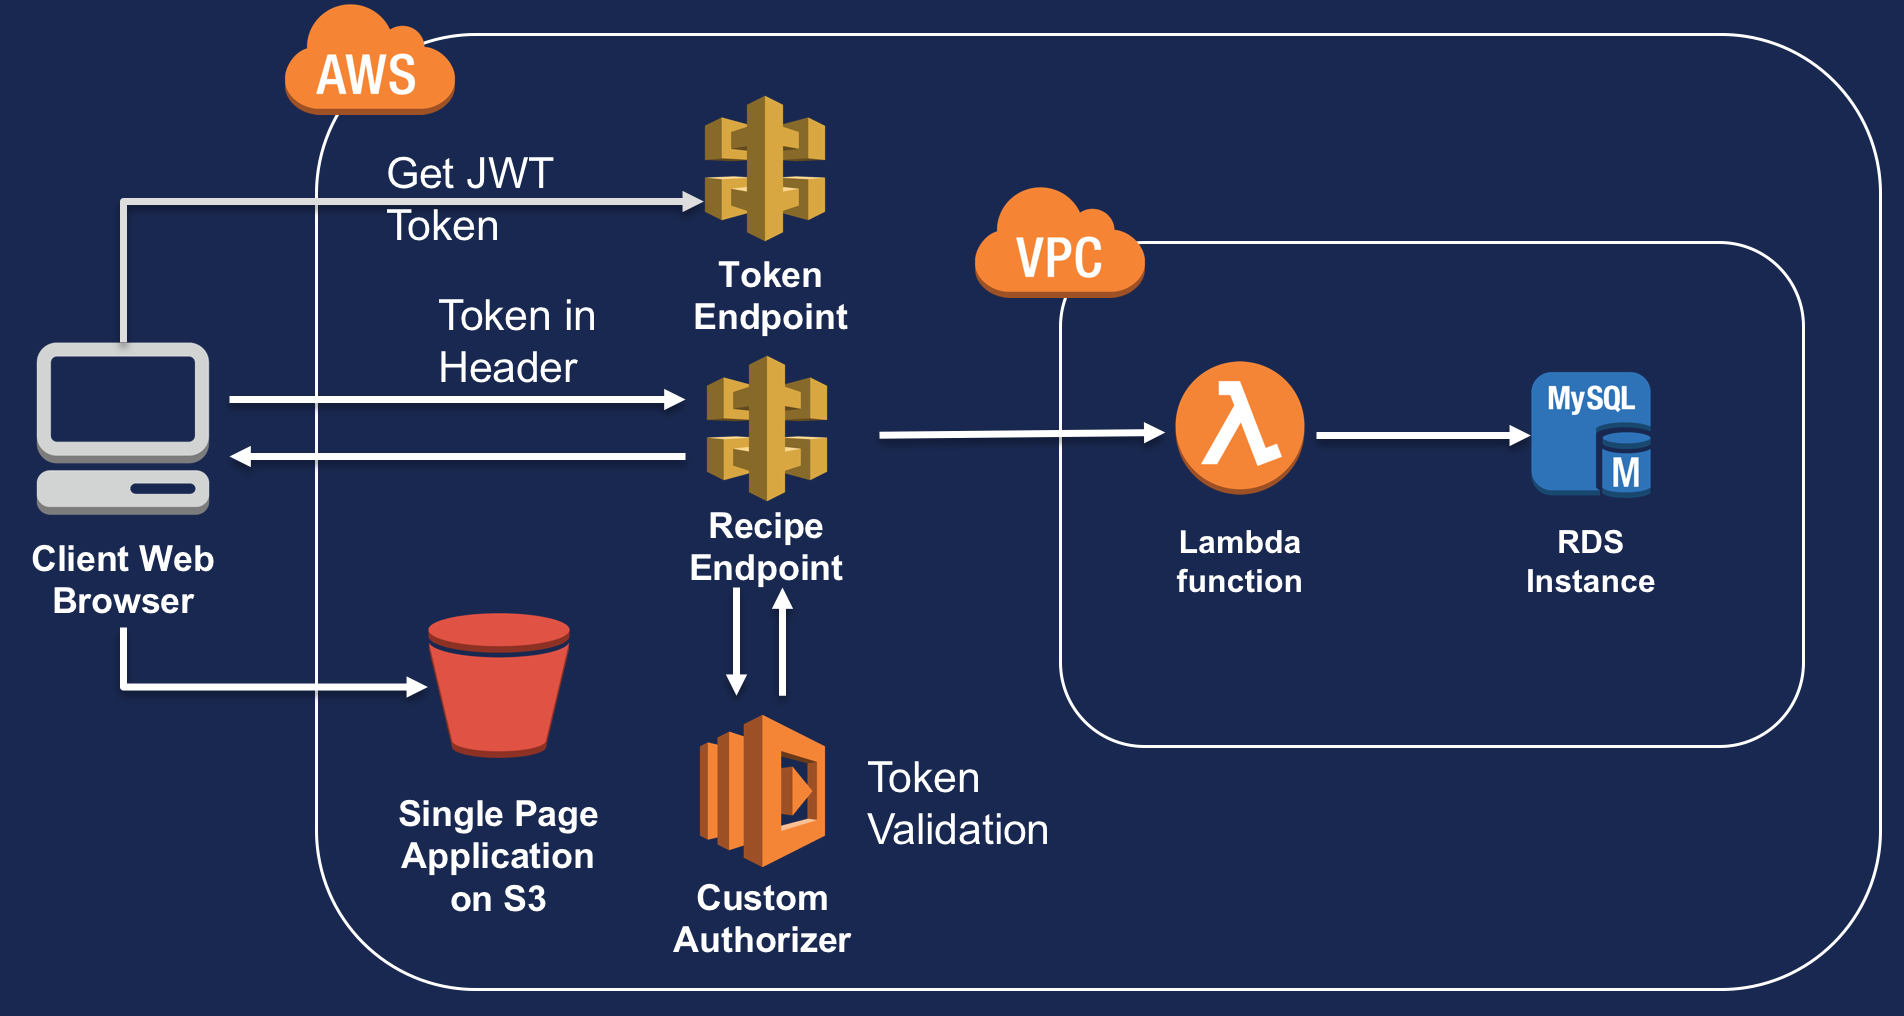 AWS
Get JWT
Token
Token
Endpoint
VPC
Token in
Header
Client Web
Browser
Recipe
Endpoint
Lambda
function
MySQL
M
RDS
Instance
Single Page
Application
on S3
Token
Validation
Custom
Authorizer